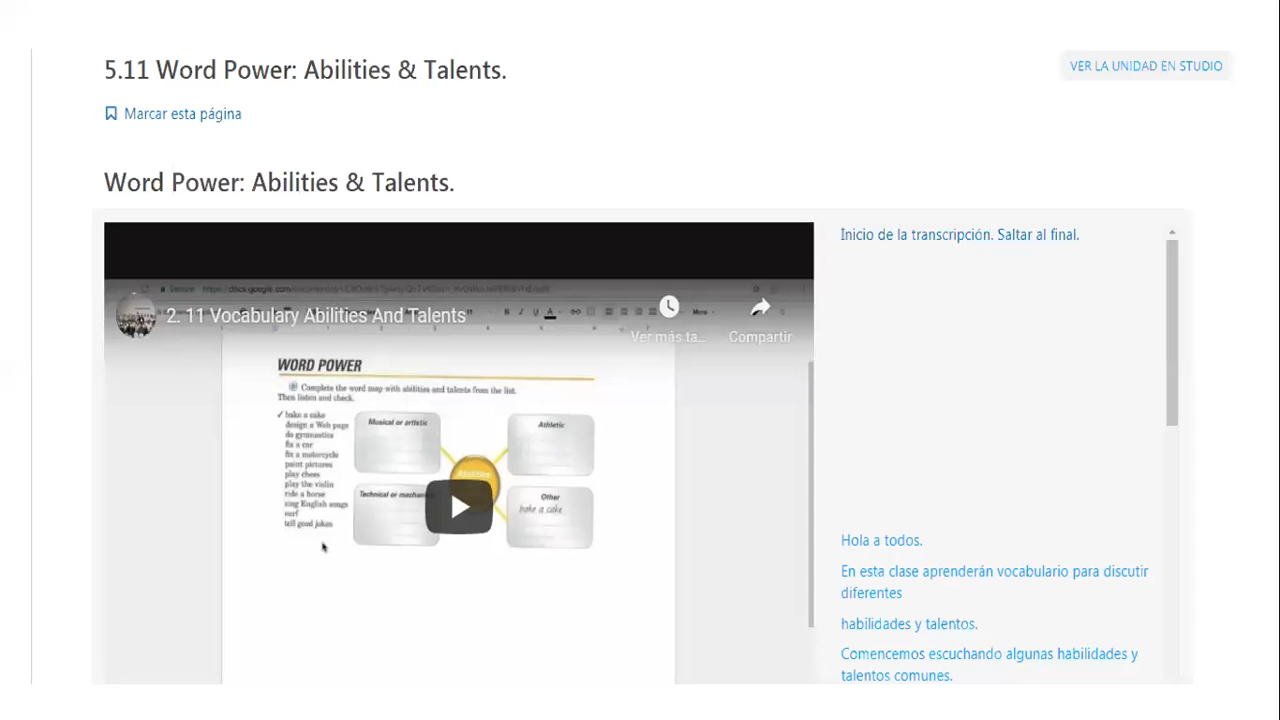 5.11 Word Power: Abilities & Talents.
VER LA UNIDAD EN STUDIO
Marcar esta página
Word Power: Abilities & Talents.
Inicio de la transcripción. Saltar al final.
2. 11 Vocabulary Abilities And Talents
Ver más ta...
Compartir
WORD POWER
Complete the word map with abilities and talents from the list.
Then listen and check.
✓ bake a cake
design a Web page
do gymnastics
fix a car
fix a motorcycle
paint pictures
play chess
play the violin
ride a horse
sing English songs
surf
tell good jokes
Musical or artistic
Athletic
Technical or
Other
bake a cake
Hola a todos.
En esta clase aprenderán vocabulario para discutir
diferentes
habilidades y talentos.
Comencemos escuchando algunas habilidades y
talentos comunes.